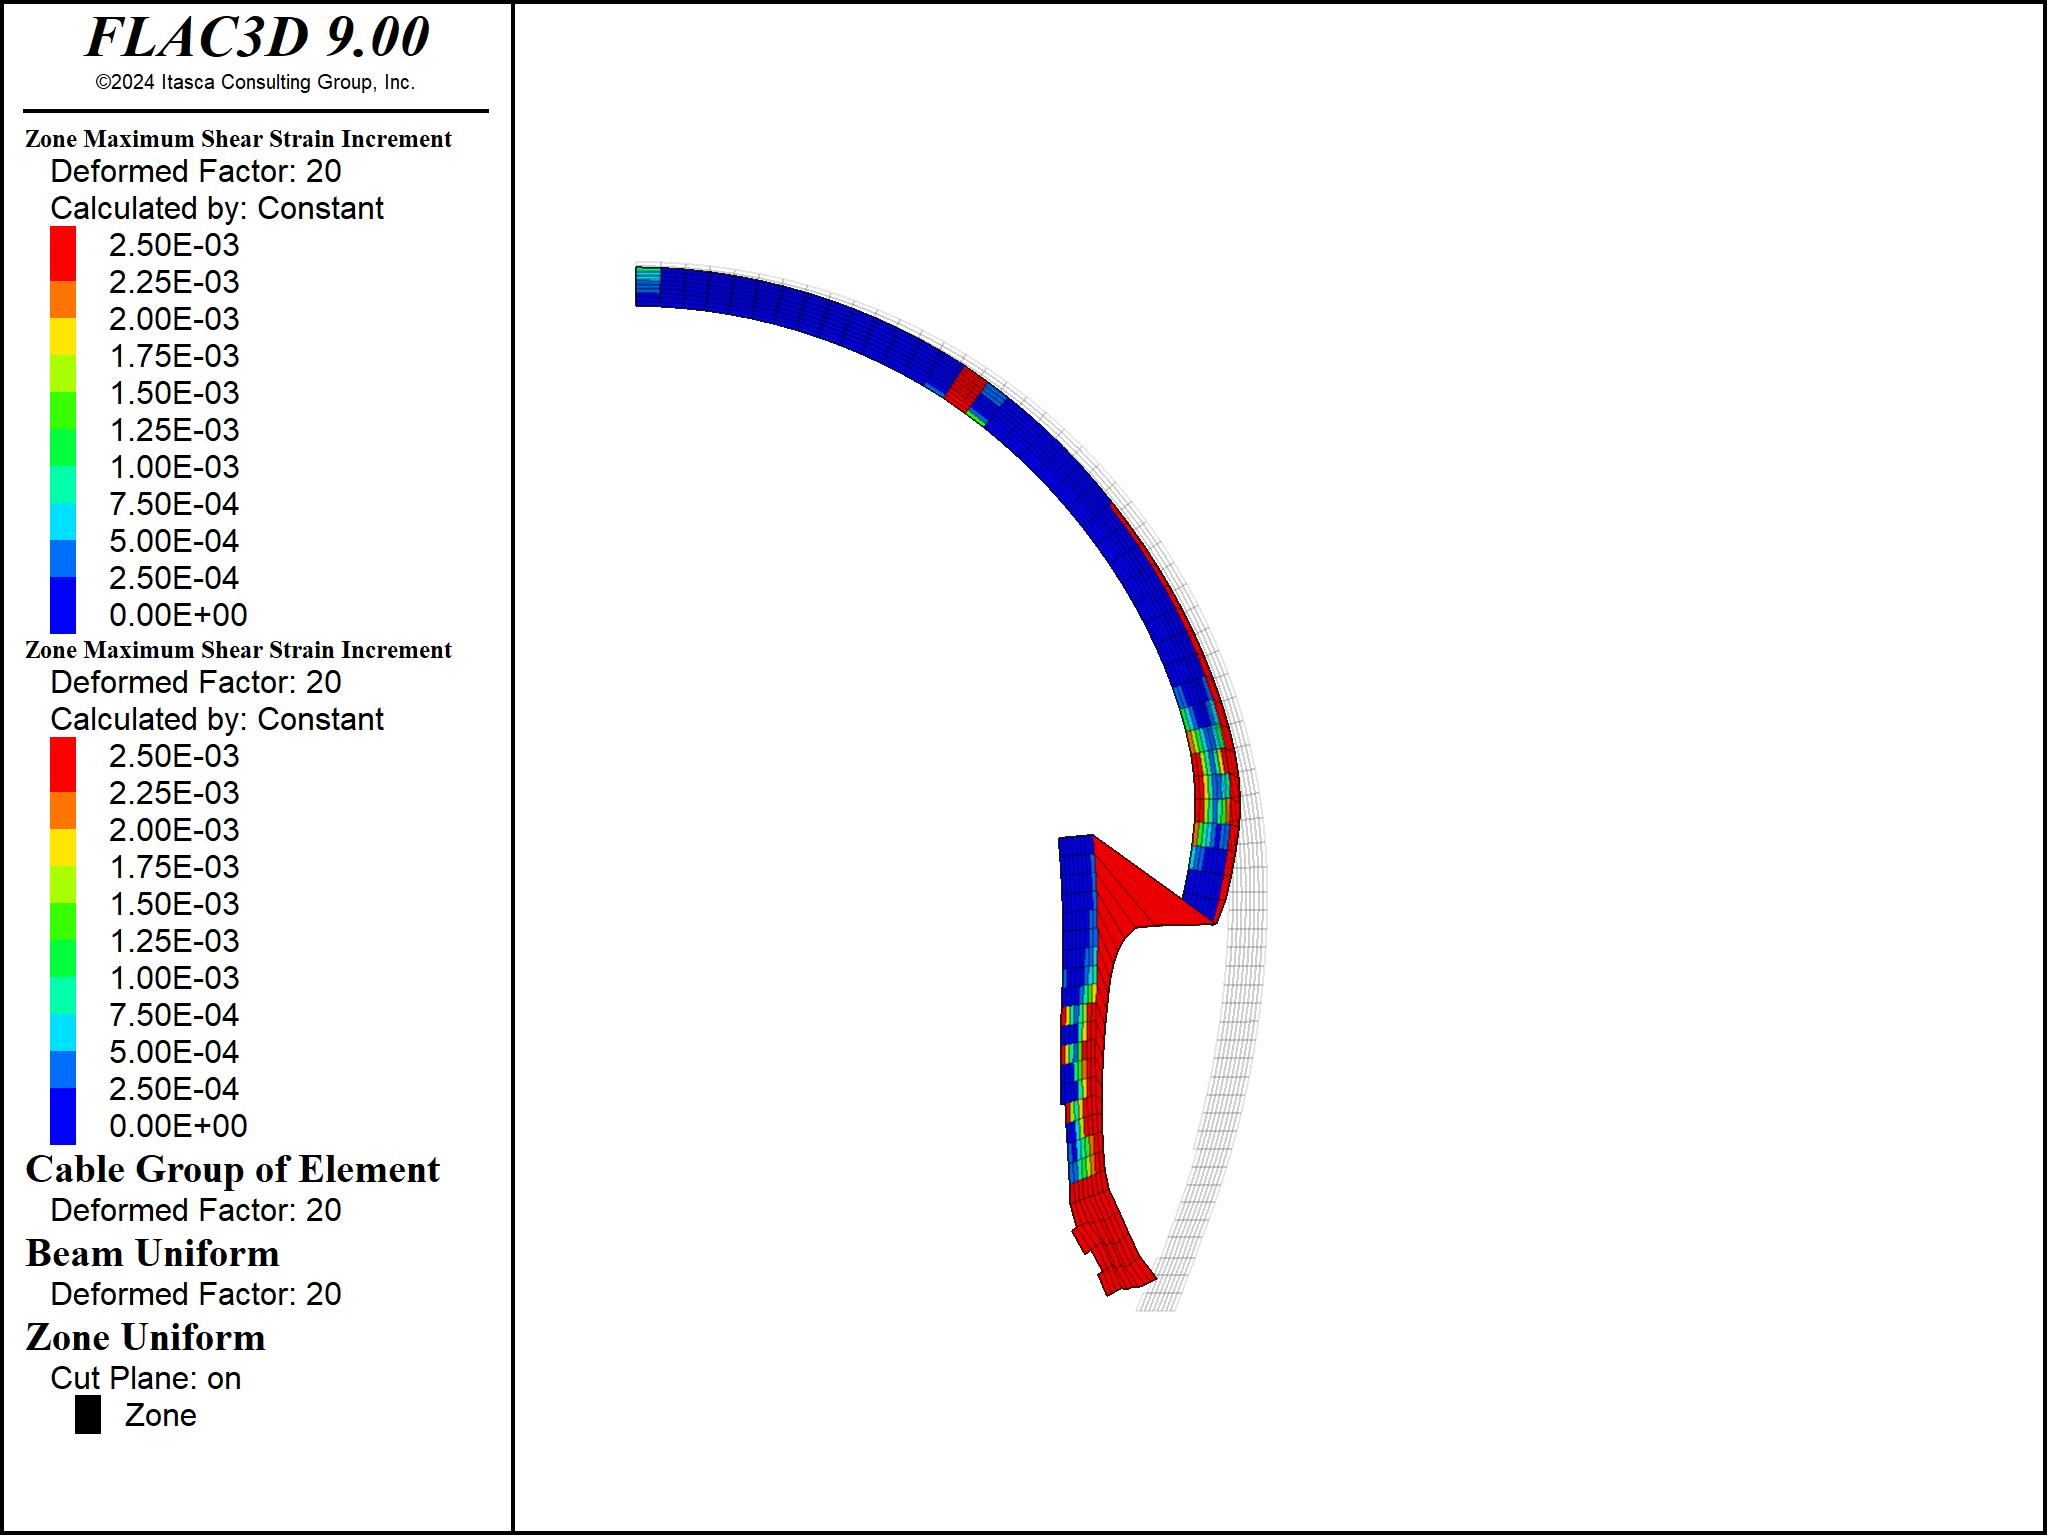 FLAC3D 9.00
©2024 Itasca Consulting Group, Inc.
Zone Maximum Shear Strain Increment
Deformed Factor: 20
Calculated by: Constant
2.50E-03
2.25E-03
2.00E-03
1.75E-03
1.50E-03
1.25E-03
1.00E-03
7.50E-04
5.00E-04
2.50E-04
0.00E+00
Zone Maximum Shear Strain Increment
Deformed Factor: 20
Calculated by: Constant
2.50E-03
2.25E-03
2.00E-03
1.75E-03
1.50E-03
1.25E-03
1.00E-03
7.50E-04
5.00E-04
2.50E-04
0.00E+00
Cable Group of Element
Deformed Factor: 20
Beam Uniform
Deformed Factor: 20
Zone Uniform
Cut Plane: on
Zone